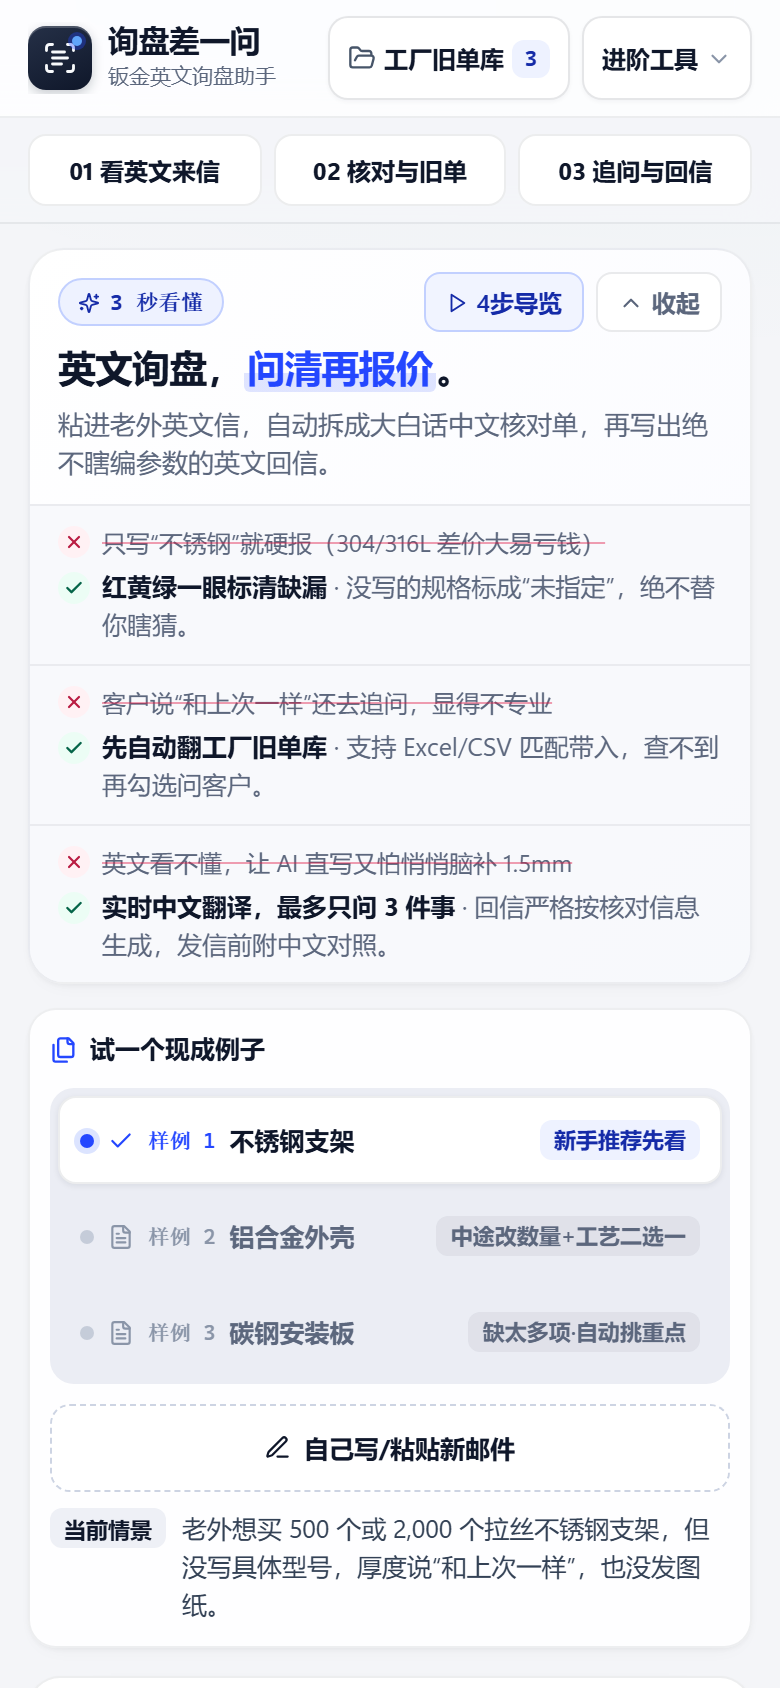 询盘差一问
钣金英文询盘助手
工厂旧单库 3
进阶工具
01 看英文来信
02 核对与旧单
03 追问与回信
3 秒看懂
4步导览
收起
英文询盘，问清再报价。
粘进老外英文信，自动拆成大白话中文核对单，再写出绝
不瞎编参数的英文回信。
只写“不锈钢”就硬报（304/316L 差价大易亏钱）
红黄绿一眼标清缺漏 · 没写的规格标成“未指定”，绝不替
你瞎猜。
客户说“和上次一样”还去追问，显得不专业
先自动翻工厂旧单库 · 支持 Excel/CSV 匹配带入，查不到
再勾选问客户。
英文看不懂，让 AI 直写又怕悄悄脑补 1.5mm
实时中文翻译，最多只问 3 件事 · 回信严格按核对信息
生成，发信前附中文对照。
试一个现成例子
样例 1 不锈钢支架 新手推荐先看
样例 2 铝合金外壳 中途改数量+工艺二选一
样例 3 碳钢安装板 缺太多项·自动挑重点
自己写/粘贴新邮件
当前情景 老外想买 500 个或 2,000 个拉丝不锈钢支架，但
没写具体型号，厚度说“和上次一样”，也没发图
纸。